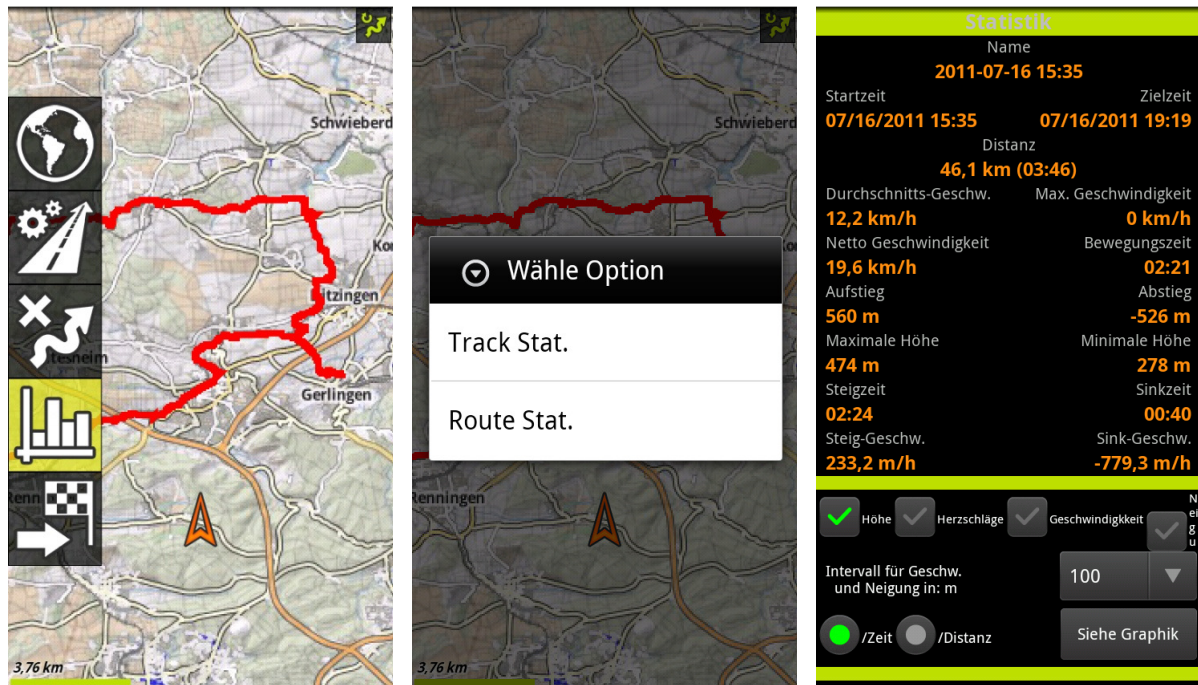 Schwieberd
Ko
itzingen
tesheim
Gerlingen
Renn
3,76 km
Schwieberd
Ko
Wähle Option
Track Stat.
Route Stat.
Renningen
3,76 km
Statistik
Name
2011-07-16 15:35
Startzeit Zielzeit
07/16/2011 15:35 07/16/2011 19:19
Distanz
46,1 km (03:46)
Durchschnitts-Geschw. Max. Geschwindigkeit
12,2 km/h 0 km/h
Netto Geschwindigkeit Bewegungszeit
19,6 km/h 02:21
Aufstieg Abstieg
560 m -526 m
Maximale Höhe Minimale Höhe
474 m 278 m
Steigzeit Sinkzeit
02:24 00:40
Steig-Geschw. Sink-Geschw.
233,2 m/h -779,3 m/h
Höhe Herzschläge Geschwindigkkeit N
ei
g
u
Intervall für Geschw.
und Neigung in: m
100
/Zeit /Distanz
Siehe Graphik